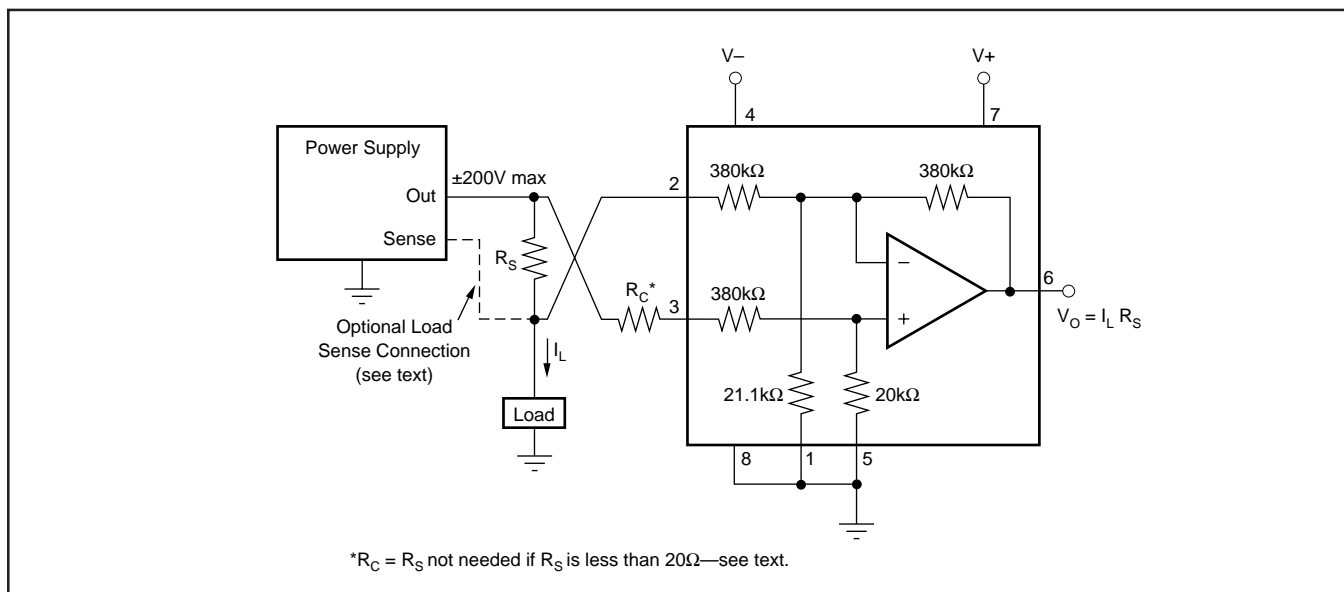 V–
V+
4
7
Power Supply
±200V max
Out
Sense
R_S
R_C*
2
3
380kΩ
380kΩ
380kΩ
–
+
6
V_O = I_L R_S
Optional Load
Sense Connection
(see text)
I_L
Load
21.1kΩ
20kΩ
8
1
5
*R_C = R_S not needed if R_S is less than 20Ω—see text.